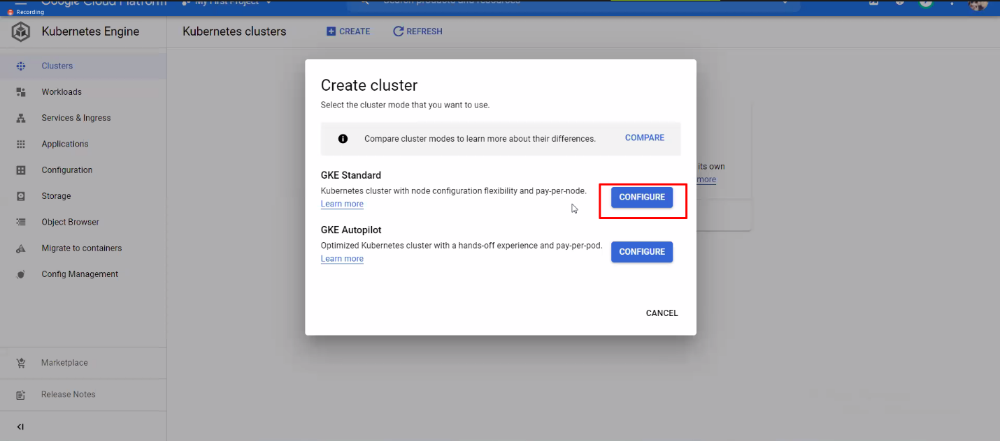 Google Cloud Platform
My First Project
Search products and resources
Recording
Kubernetes Engine
Kubernetes clusters
CREATE
REFRESH
Clusters
Workloads
Services & Ingress
Applications
Configuration
Storage
Object Browser
Migrate to containers
Config Management
Marketplace
Release Notes
Create cluster
Select the cluster mode that you want to use.
Compare cluster modes to learn more about their differences.
COMPARE
GKE Standard
Kubernetes cluster with node configuration flexibility and pay-per-node.
Learn more
CONFIGURE
GKE Autopilot
Optimized Kubernetes cluster with a hands-off experience and pay-per-pod.
Learn more
CONFIGURE
CANCEL
its own
more